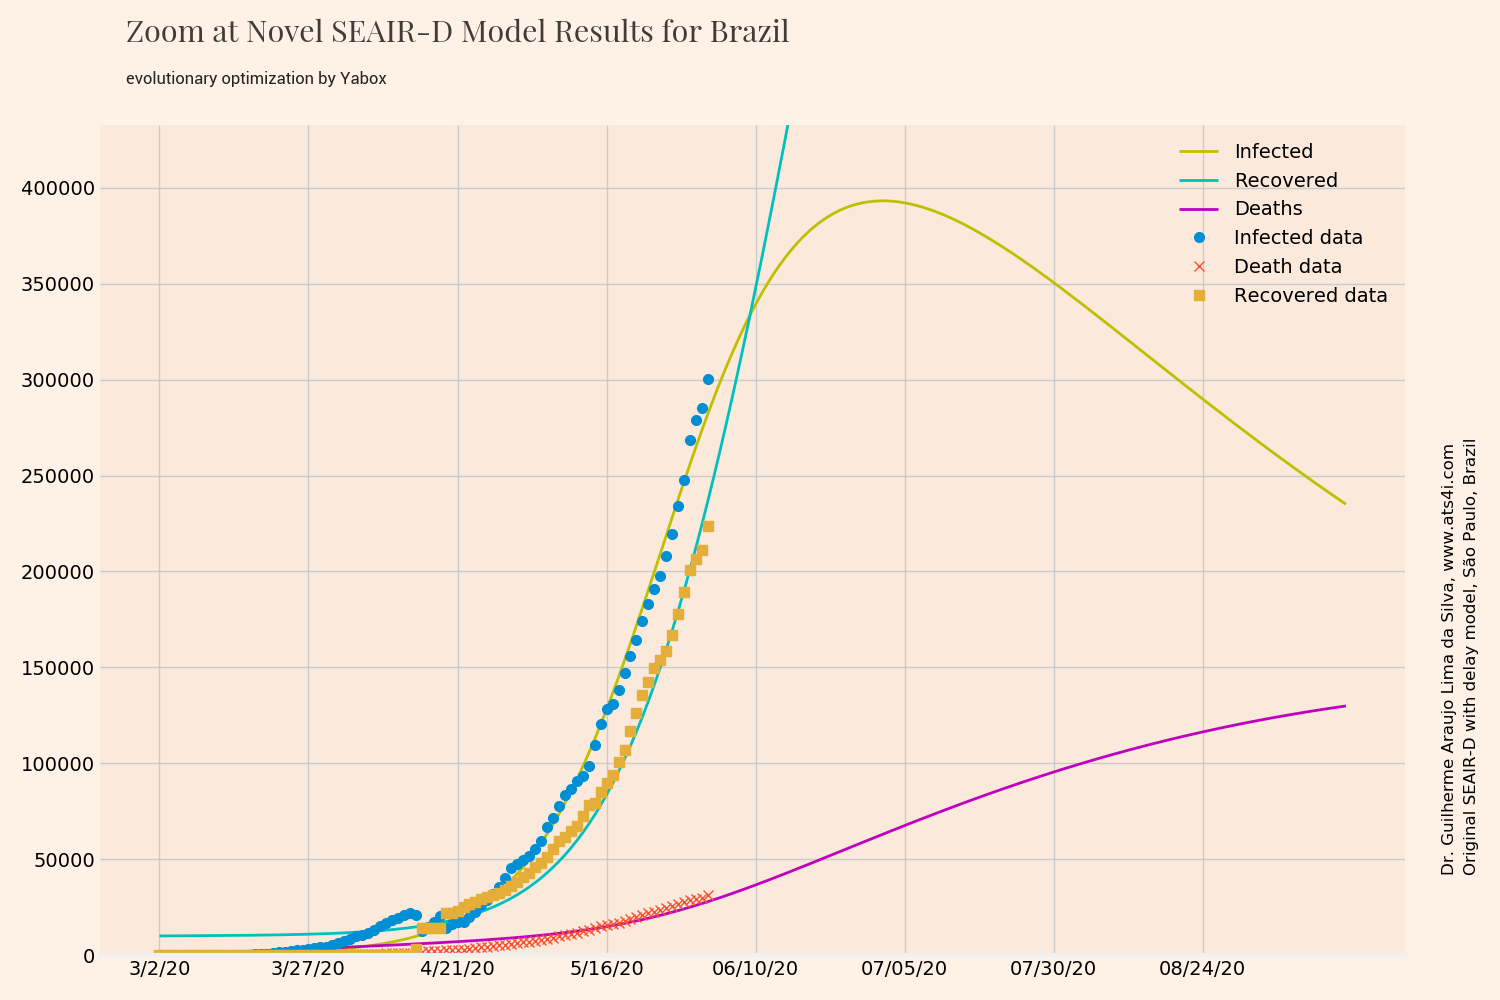 Zoom at Novel SEAIR-D Model Results for Brazil
evolutionary optimization by Yabox
Infected
Recovered
Deaths
Infected data
Death data
Recovered data
400000
350000
300000
250000
200000
150000
100000
50000
0
3/2/20 3/27/20 4/21/20 5/16/20 06/10/20 07/05/20 07/30/20 08/24/20
Dr. Guilherme Araujo Lima da Silva, www.ats4i.com
Original SEAIR-D with delay model, São Paulo, Brazil